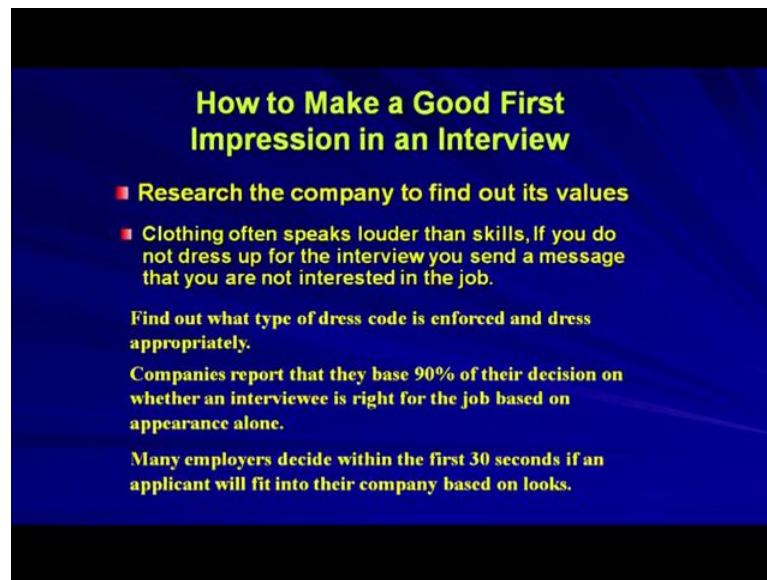 How to Make a Good First
Impression in an Interview
Research the company to find out its values
Clothing often speaks louder than skills,If you do
not dress up for the interview you send a message
that you are not interested in the job.
Find out what type of dress code is enforced and dress
appropriately.
Companies report that they base 90% of their decision on
whether an interviewee is right for the job based on
appearance alone.
Many employers decide within the first 30 seconds if an
applicant will fit into their company based on looks.